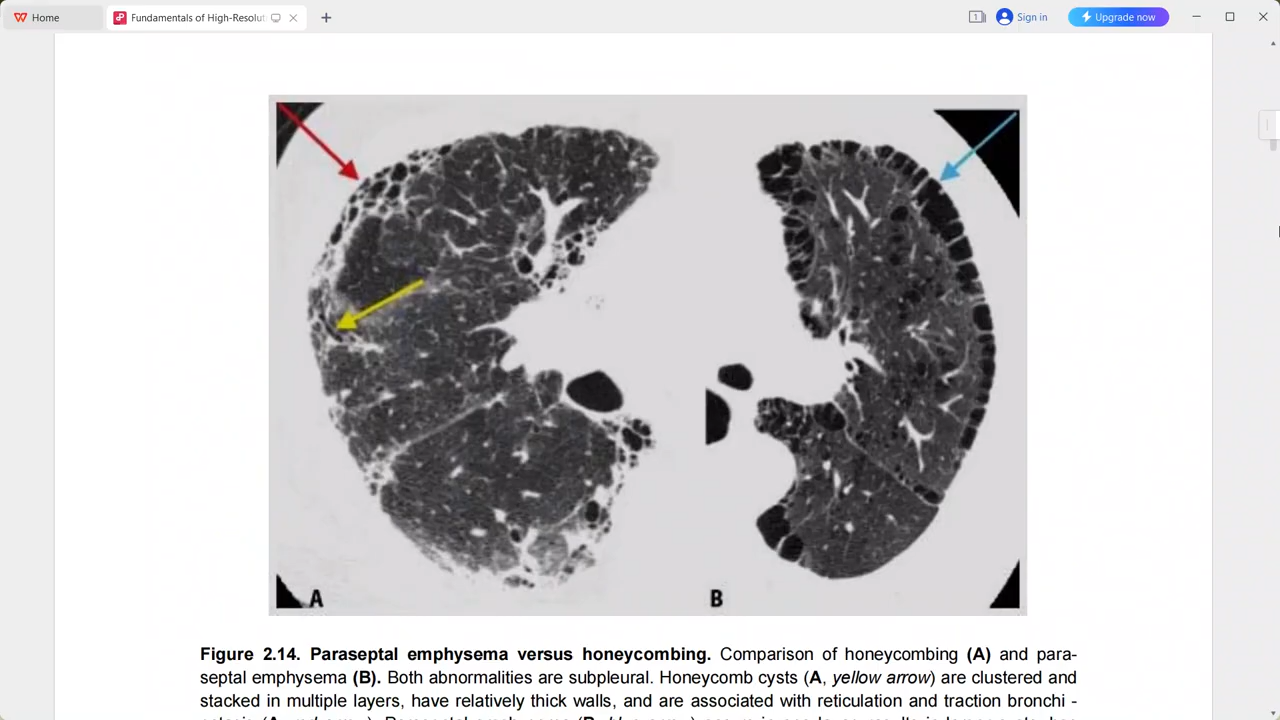 Home
Fundamentals of High-Resolut
1
Sign in
Upgrade now
A
B
Figure 2.14. Paraseptal emphysema versus honeycombing. Comparison of honeycombing (A) and para-
septal emphysema (B). Both abnormalities are subpleural. Honeycomb cysts (A, yellow arrow) are clustered and
stacked in multiple layers, have relatively thick walls, and are associated with reticulation and traction bronchi -